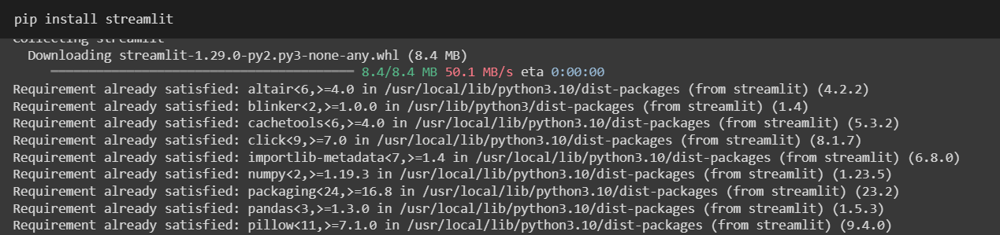 pip install streamlit
Collecting streamlit
Downloading streamlit-1.29.0-py2.py3-none-any.whl (8.4 MB)
8.4/8.4 MB 50.1 MB/s eta 0:00:00
Requirement already satisfied: altair<6,>=4.0 in /usr/local/lib/python3.10/dist-packages (from streamlit) (4.2.2)
Requirement already satisfied: blinker<2,>=1.0.0 in /usr/lib/python3/dist-packages (from streamlit) (1.4)
Requirement already satisfied: cachetools<6,>=4.0 in /usr/local/lib/python3.10/dist-packages (from streamlit) (5.3.2)
Requirement already satisfied: click<9,>=7.0 in /usr/local/lib/python3.10/dist-packages (from streamlit) (8.1.7)
Requirement already satisfied: importlib-metadata<7,>=1.4 in /usr/local/lib/python3.10/dist-packages (from streamlit) (6.8.0)
Requirement already satisfied: numpy<2,>=1.19.3 in /usr/local/lib/python3.10/dist-packages (from streamlit) (1.23.5)
Requirement already satisfied: packaging<24,>=16.8 in /usr/local/lib/python3.10/dist-packages (from streamlit) (23.2)
Requirement already satisfied: pandas<3,>=1.3.0 in /usr/local/lib/python3.10/dist-packages (from streamlit) (1.5.3)
Requirement already satisfied: pillow<11,>=7.1.0 in /usr/local/lib/python3.10/dist-packages (from streamlit) (9.4.0)